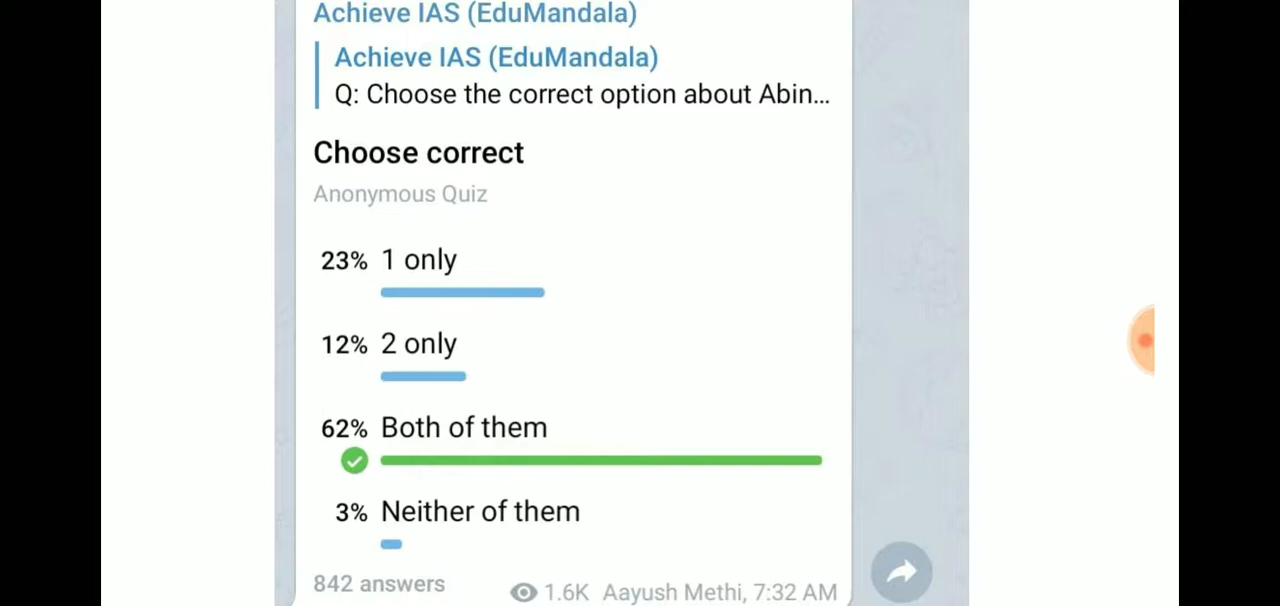 Achieve IAS (EduMandala)
Achieve IAS (EduMandala)
Q: Choose the correct option about Abin...
Choose correct
Anonymous Quiz
23% 1 only
12% 2 only
62% Both of them
3% Neither of them
842 answers 1.6K Aayush Methi, 7:32 AM